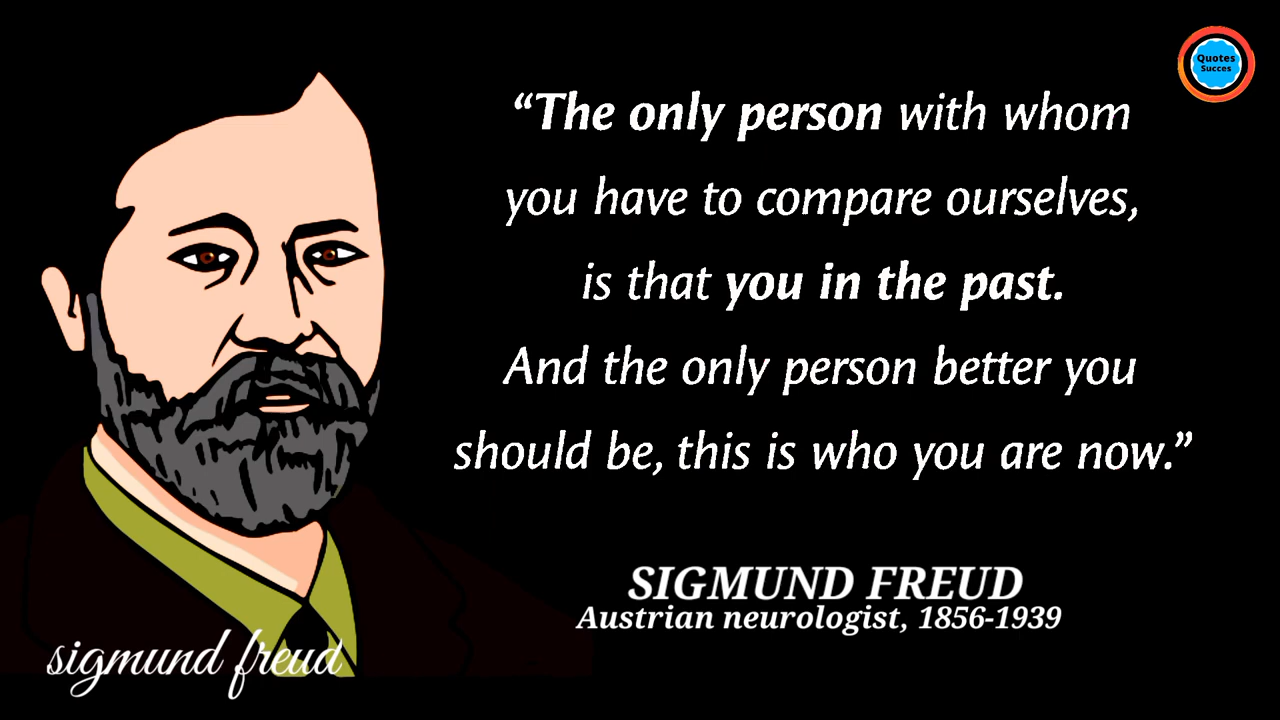 Quotes
Succes
“The only person with whom
you have to compare ourselves,
is that you in the past.
And the only person better you
should be, this is who you are now.”
SIGMUND FREUD
Austrian neurologist, 1856-1939
sigmund freud